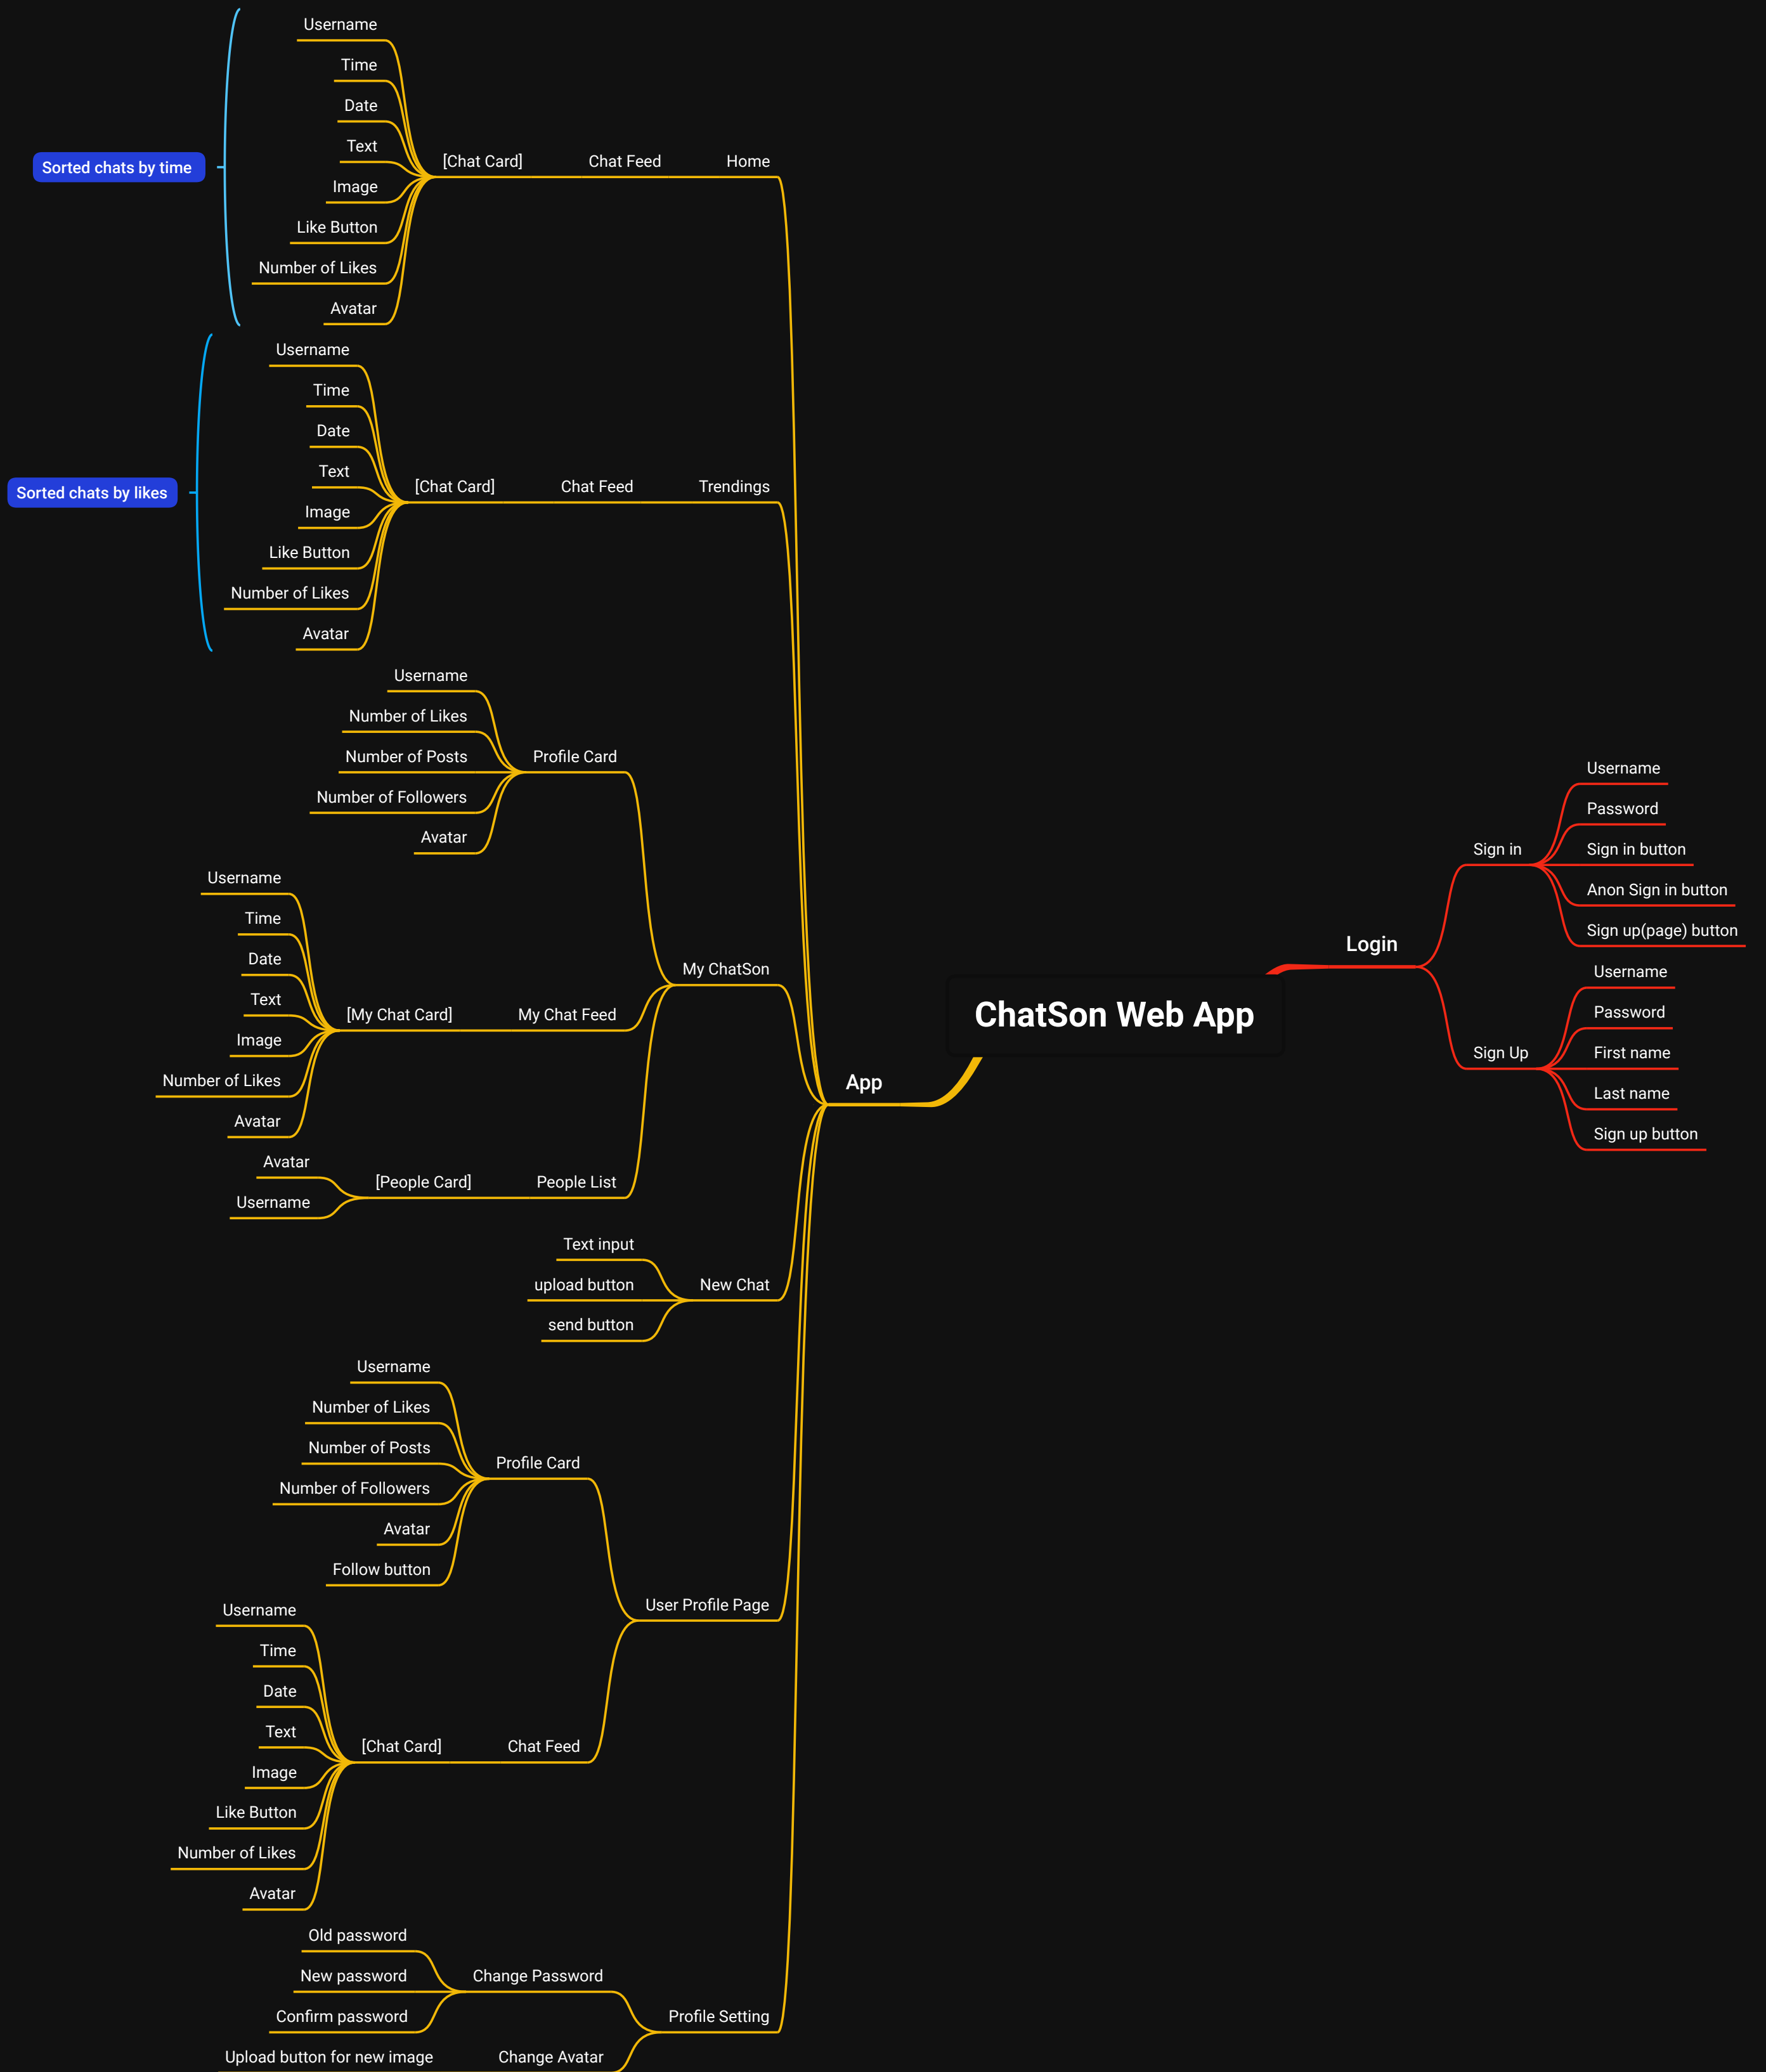 ChatSon Web App
Login
Sign in
Username
Password
Sign in button
Anon Sign in button
Sign up(page) button
Sign Up
Username
Password
First name
Last name
Sign up button
App
Home
Chat Feed
[Chat Card]
Username
Time
Date
Text
Image
Like Button
Number of Likes
Avatar
Sorted chats by time
Trendings
Chat Feed
[Chat Card]
Username
Time
Date
Text
Image
Like Button
Number of Likes
Avatar
Sorted chats by likes
My ChatSon
Profile Card
Username
Number of Likes
Number of Posts
Number of Followers
Avatar
My Chat Feed
[My Chat Card]
Username
Time
Date
Text
Image
Number of Likes
Avatar
People List
[People Card]
Avatar
Username
New Chat
Text input
upload button
send button
User Profile Page
Profile Card
Username
Number of Likes
Number of Posts
Number of Followers
Avatar
Follow button
Chat Feed
[Chat Card]
Username
Time
Date
Text
Image
Like Button
Number of Likes
Avatar
Profile Setting
Change Password
Old password
New password
Confirm password
Change Avatar
Upload button for new image